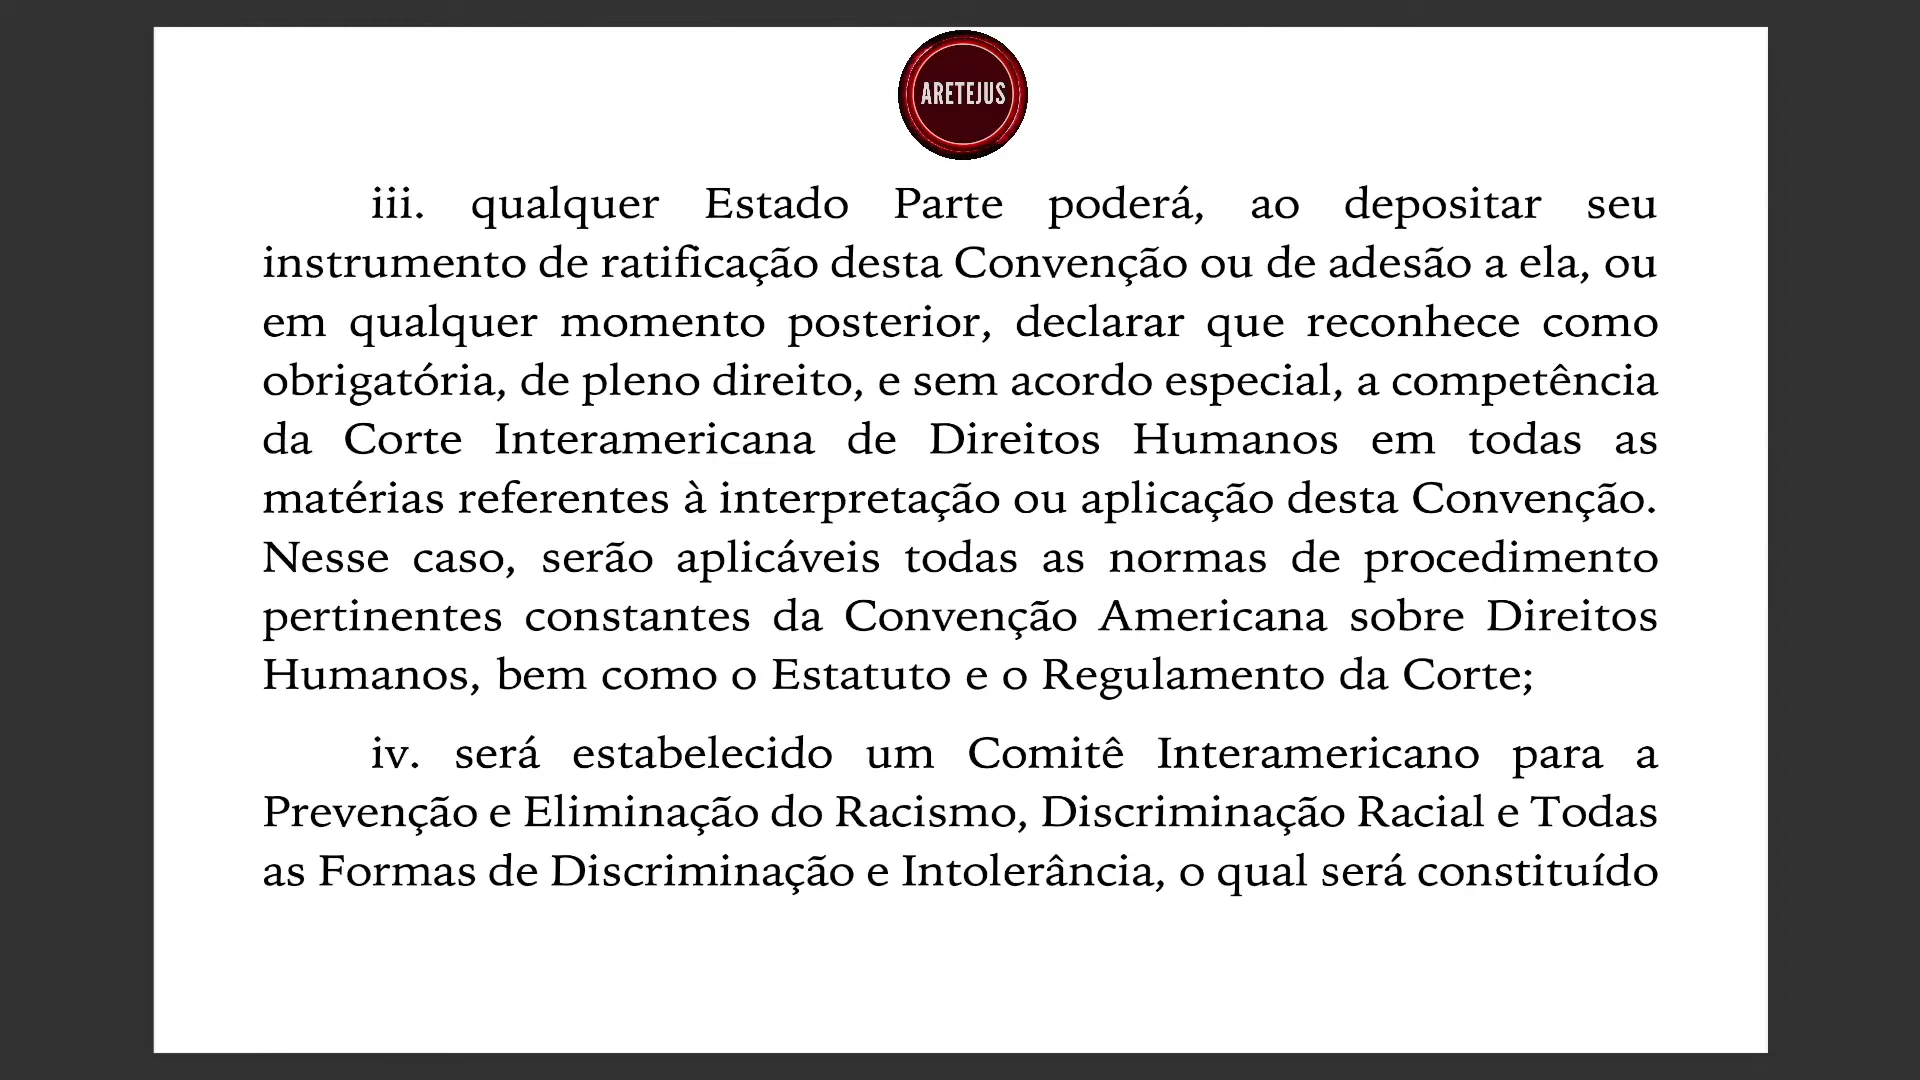 ARETEJUS
iii. qualquer Estado Parte poderá, ao depositar seu
instrumento de ratificação desta Convenção ou de adesão a ela, ou
em qualquer momento posterior, declarar que reconhece como
obrigatória, de pleno direito, e sem acordo especial, a competência
da Corte Interamericana de Direitos Humanos em todas as
matérias referentes à interpretação ou aplicação desta Convenção.
Nesse caso, serão aplicáveis todas as normas de procedimento
pertinentes constantes da Convenção Americana sobre Direitos
Humanos, bem como o Estatuto e o Regulamento da Corte;
iv. será estabelecido um Comitê Interamericano para a
Prevenção e Eliminação do Racismo, Discriminação Racial e Todas
as Formas de Discriminação e Intolerância, o qual será constituído